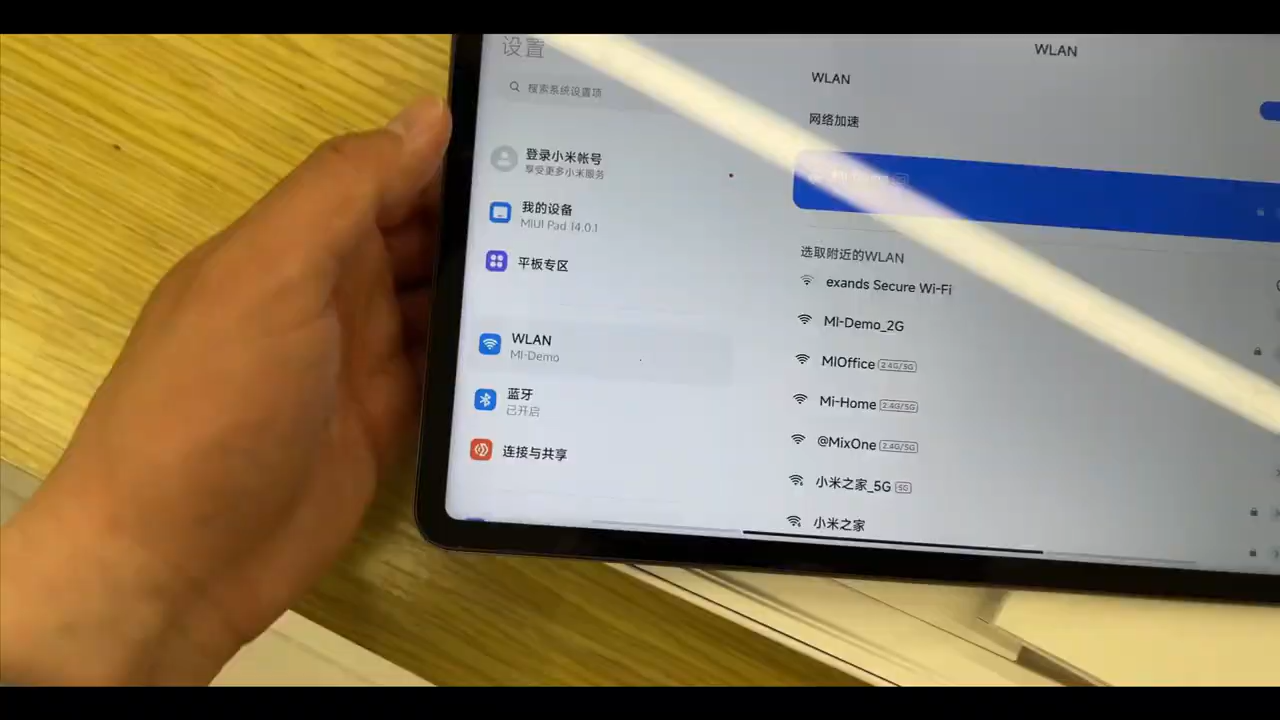 设置
搜索系统设置项
登录小米帐号
享受更多小米服务
我的设备
MIUI Pad 14.0.1
平板专区
WLAN
MI-Demo
蓝牙
已开启
连接与共享
WLAN
WLAN
网络加速
选取附近的WLAN
exands Secure Wi-Fi
MI-Demo_2G
MIOffice 2.4G/5G
Mi-Home 2.4G/5G
@MixOne 2.4G/5G
小米之家_5G 5G
小米之家